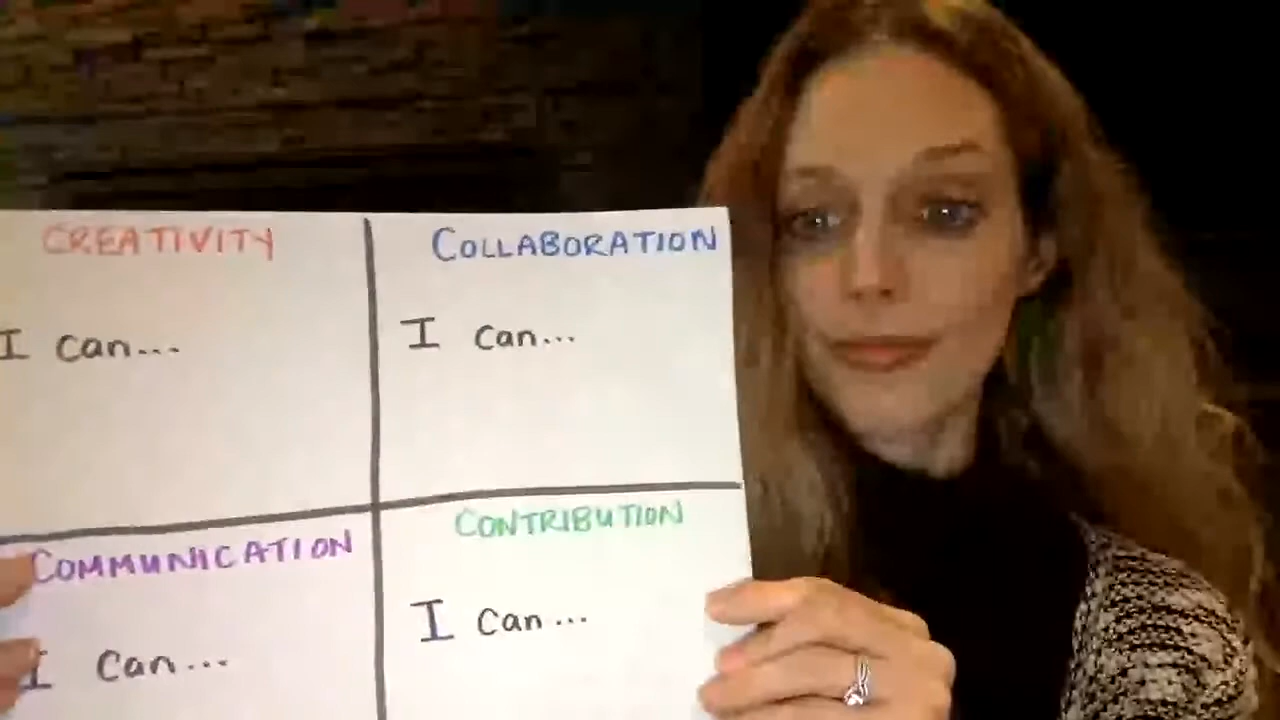 CREATIVITY
I can...
COLLABORATION
I can...
COMMUNICATION
I can...
CONTRIBUTION
I can...